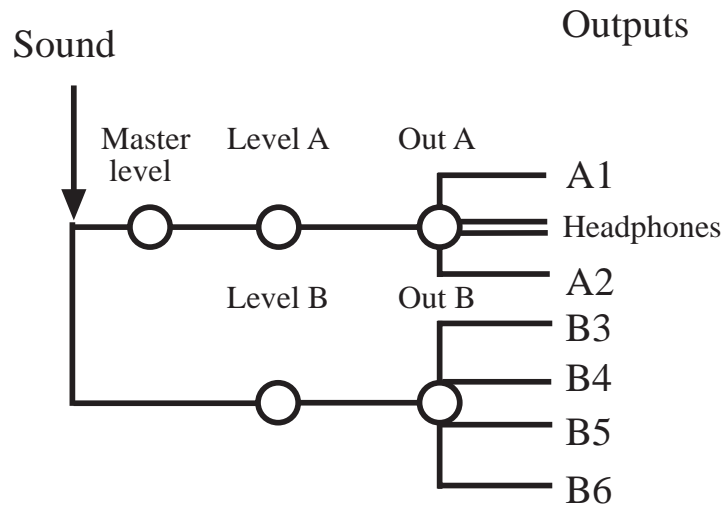 Outputs
Sound
Master
level
Level A
Out A
A1
Headphones
A2
Level B
Out B
B3
B4
B5
B6